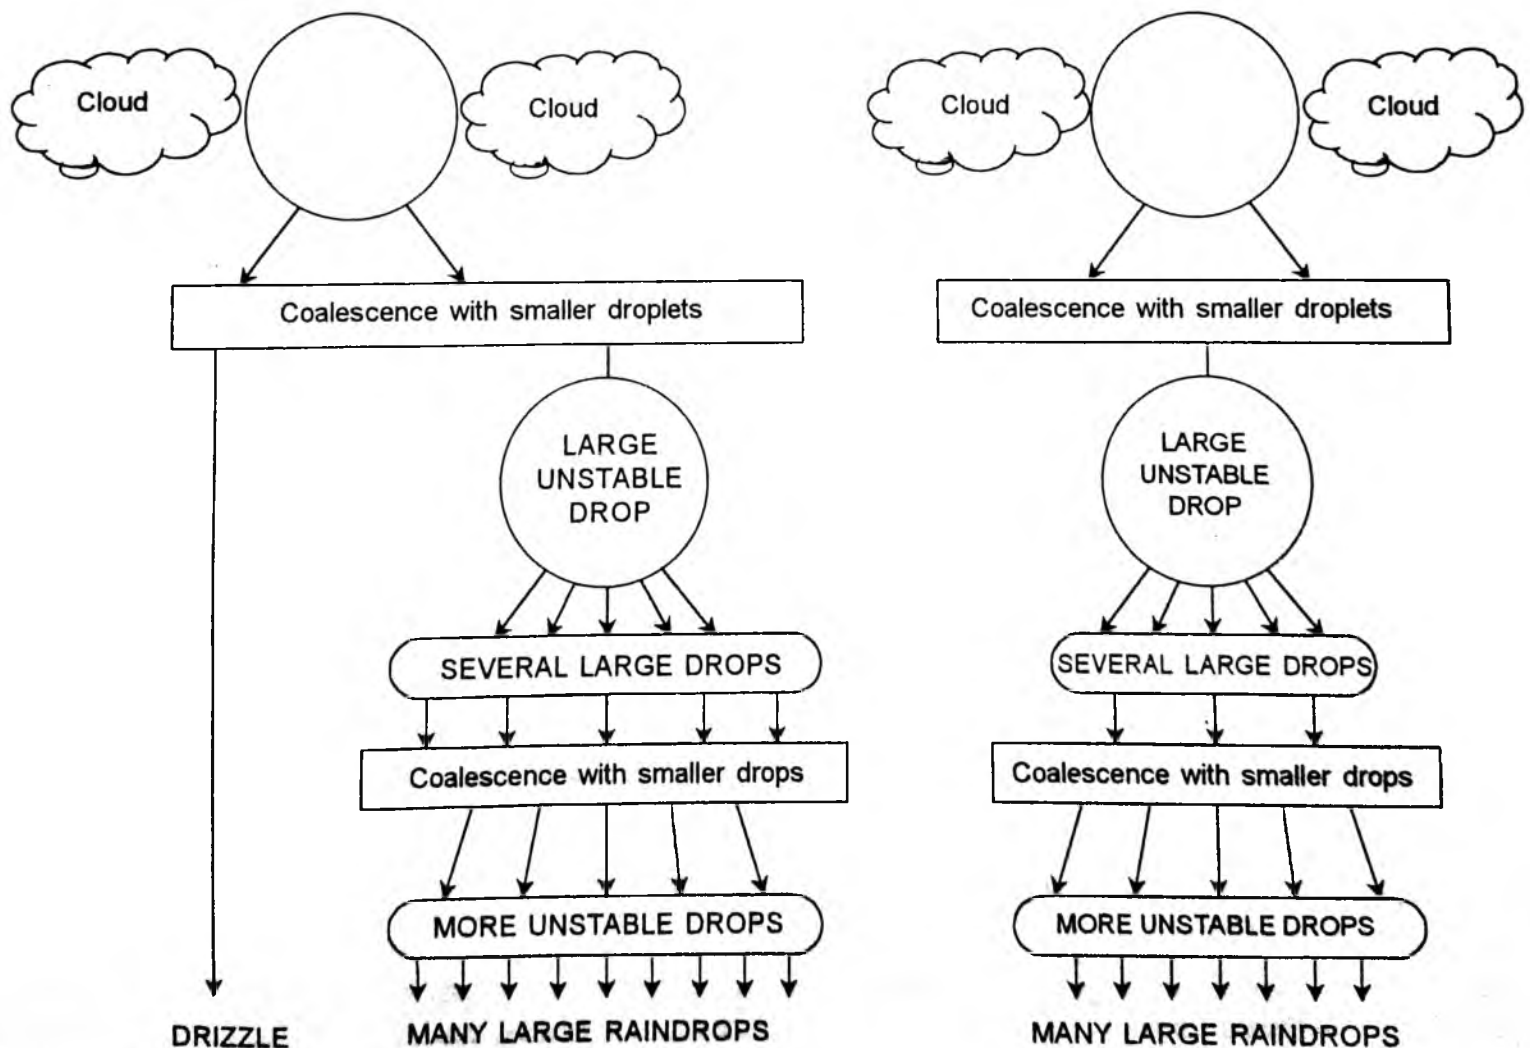 Cloud
Cloud
Coalescence with smaller droplets
LARGE
UNSTABLE
DROP
SEVERAL LARGE DROPS
Coalescence with smaller drops
MORE UNSTABLE DROPS
DRIZZLE
MANY LARGE RAINDROPS
Cloud
Cloud
Coalescence with smaller droplets
LARGE
UNSTABLE
DROP
SEVERAL LARGE DROPS
Coalescence with smaller drops
MORE UNSTABLE DROPS
MANY LARGE RAINDROPS